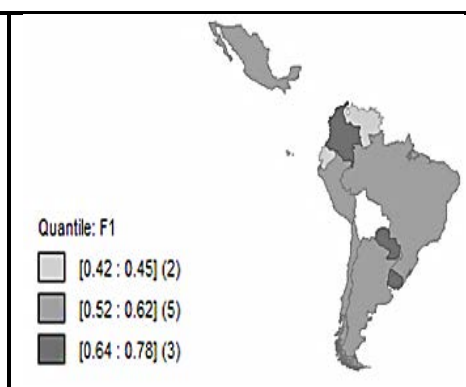 Quantile: F1
[0.42 : 0.45] (2)
[0.52 : 0.62] (5)
[0.64 : 0.78] (3)